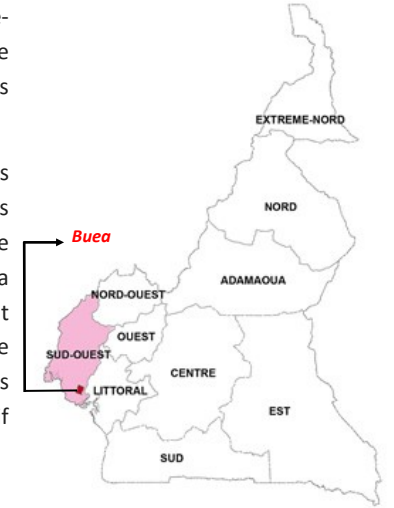 -
e
s
s
s
e
a
t
e
s
f
EXTREME-NORD
NORD
Buea
ADAMAOUA
NORD-OUEST
OUEST
SUD-OUEST
CENTRE
LITTORAL
EST
SUD